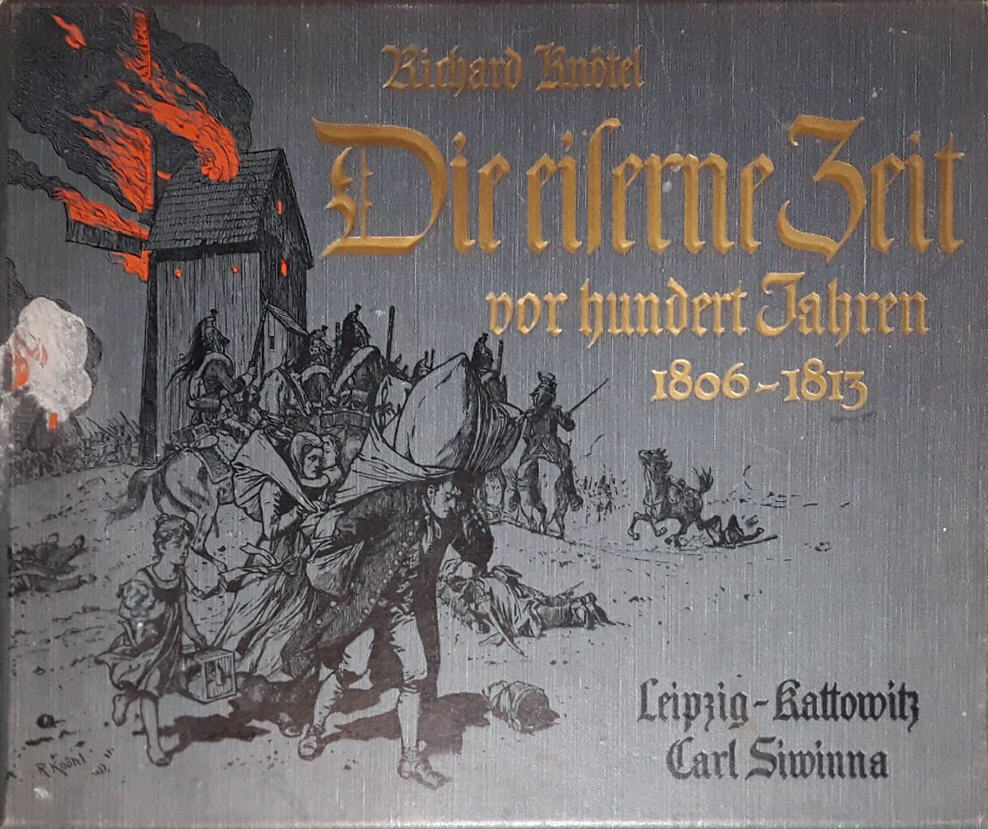 Richard Knötel
Die eiſerne Zeit
vor hundert Jahren
1806-1813
Leipzig-Kattowitz
Carl Siwinna
R. Knötel